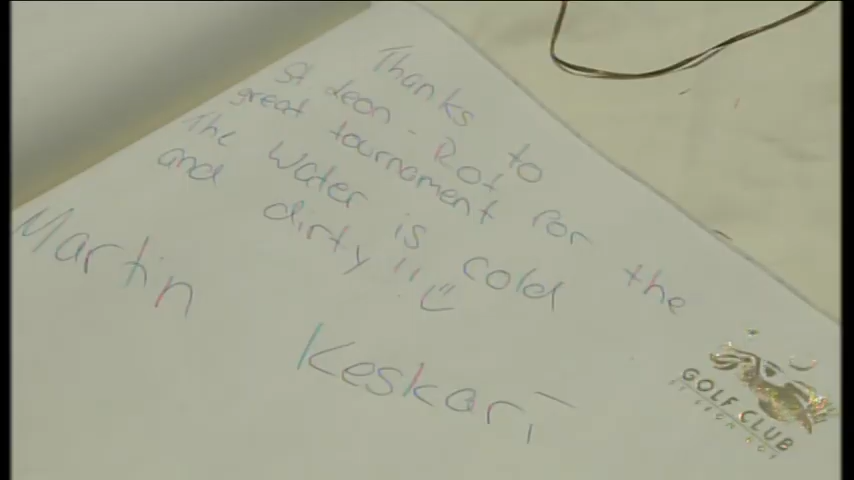 Thanks to
St Leon-Rot for the
great tournament
The Water is cold
and dirty!! ☺
Martin Keskari
GOLF CLUB
ST LEON ROT